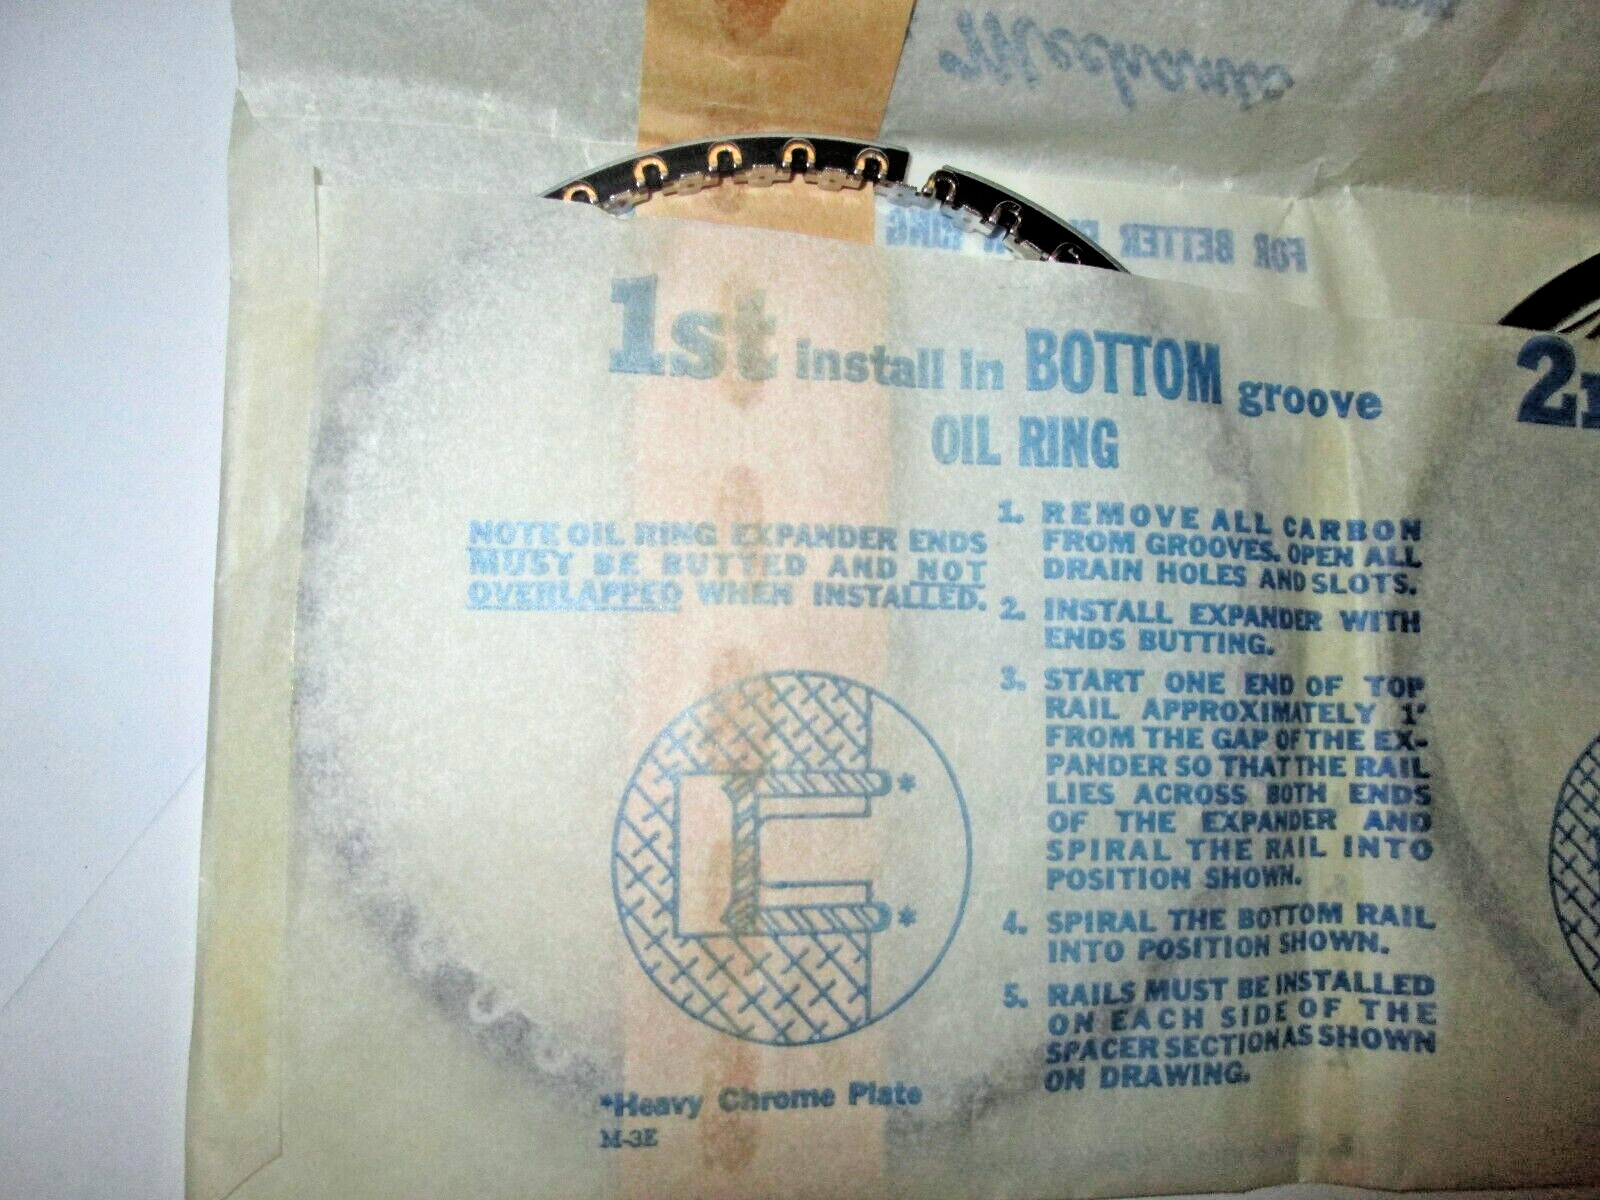 Mechanic
FOR BETTER RING
1st install in BOTTOM groove
OIL RING
NOTE OIL RING EXPANDER ENDS
MUST BE BUTTED AND NOT
OVERLAPPED WHEN INSTALLED.
1. REMOVE ALL CARBON
FROM GROOVES. OPEN ALL
DRAIN HOLES AND SLOTS.
2. INSTALL EXPANDER WITH
ENDS BUTTING.
3. START ONE END OF TOP
RAIL APPROXIMATELY 1"
FROM THE GAP OF THE EX-
PANDER SO THAT THE RAIL
LIES ACROSS BOTH ENDS
OF THE EXPANDER AND
SPIRAL THE RAIL INTO
POSITION SHOWN.
4. SPIRAL THE BOTTOM RAIL
INTO POSITION SHOWN.
5. RAILS MUST BE INSTALLED
ON EACH SIDE OF THE
SPACER SECTION AS SHOWN
ON DRAWING.
*
*
*Heavy Chrome Plate
M-3E